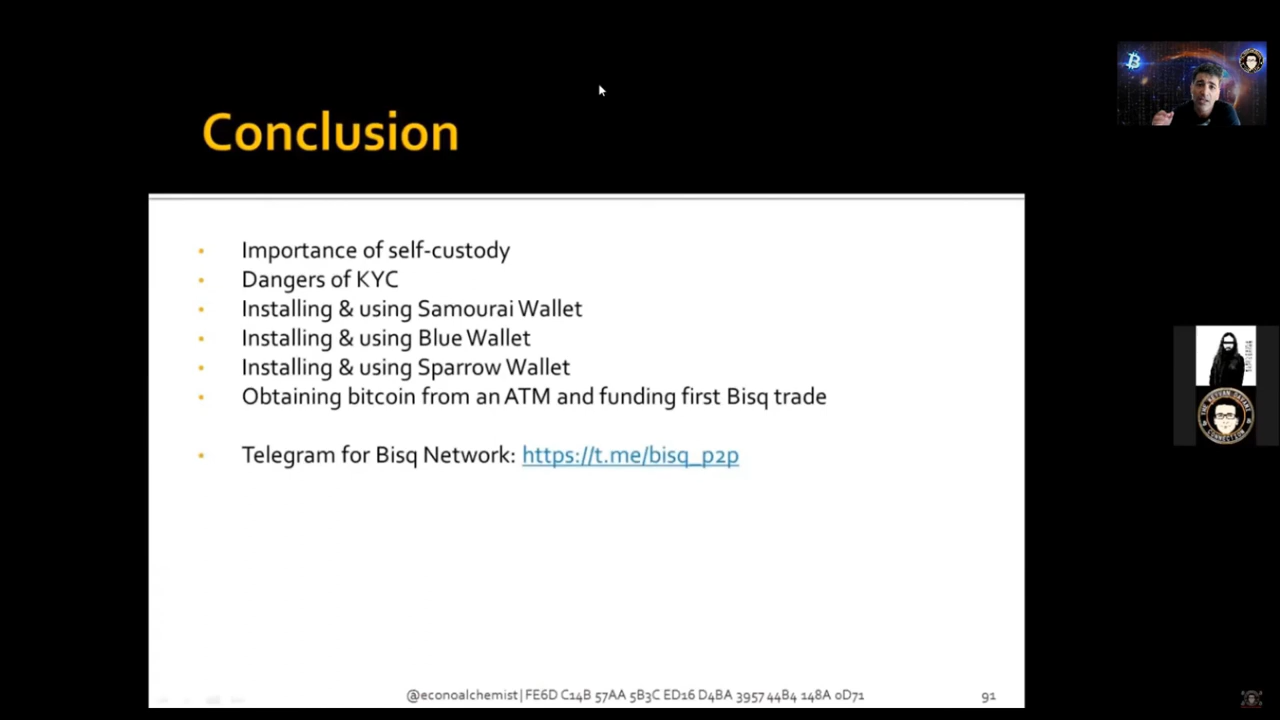 Conclusion
• Importance of self-custody
• Dangers of KYC
• Installing & using Samourai Wallet
• Installing & using Blue Wallet
• Installing & using Sparrow Wallet
• Obtaining bitcoin from an ATM and funding first Bisq trade
• Telegram for Bisq Network: https://t.me/bisq_p2p
@econoalchemist| FE6D C14B 57AA 5B3C ED16 D4BA 3957 44B4 148A 0D71
91